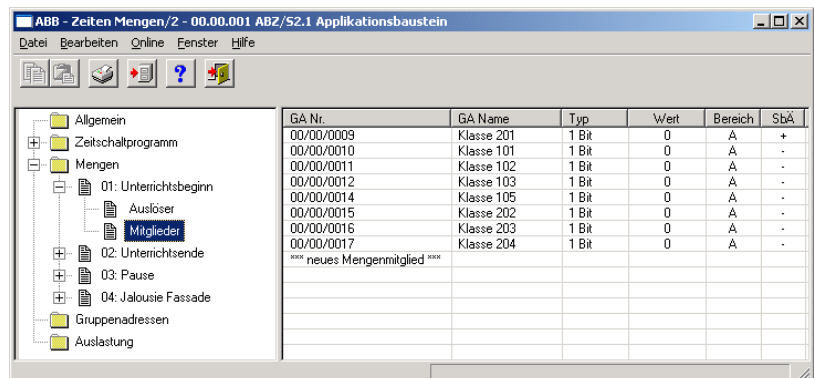 ABB - Zeiten Mengen/2 - 00.00.001 ABZ/S2.1 Applikationsbaustein
Datei Bearbeiten Online Fenster Hilfe
Allgemein
Zeitschaltprogramm
Mengen
01: Unterrichtsbeginn
Auslöser
Mitglieder
02: Unterrichtsende
03: Pause
04: Jalousie Fassade
Gruppenadressen
Auslastung
GA Nr. GA Name Typ Wert Bereich SbÄ
00/00/0009 Klasse 201 1 Bit 0 A +
00/00/0010 Klasse 101 1 Bit 0 A -
00/00/0011 Klasse 102 1 Bit 0 A -
00/00/0012 Klasse 103 1 Bit 0 A -
00/00/0014 Klasse 105 1 Bit 0 A -
00/00/0015 Klasse 202 1 Bit 0 A -
00/00/0016 Klasse 203 1 Bit 0 A -
00/00/0017 Klasse 204 1 Bit 0 A -
*** neues Mengenmitglied ***